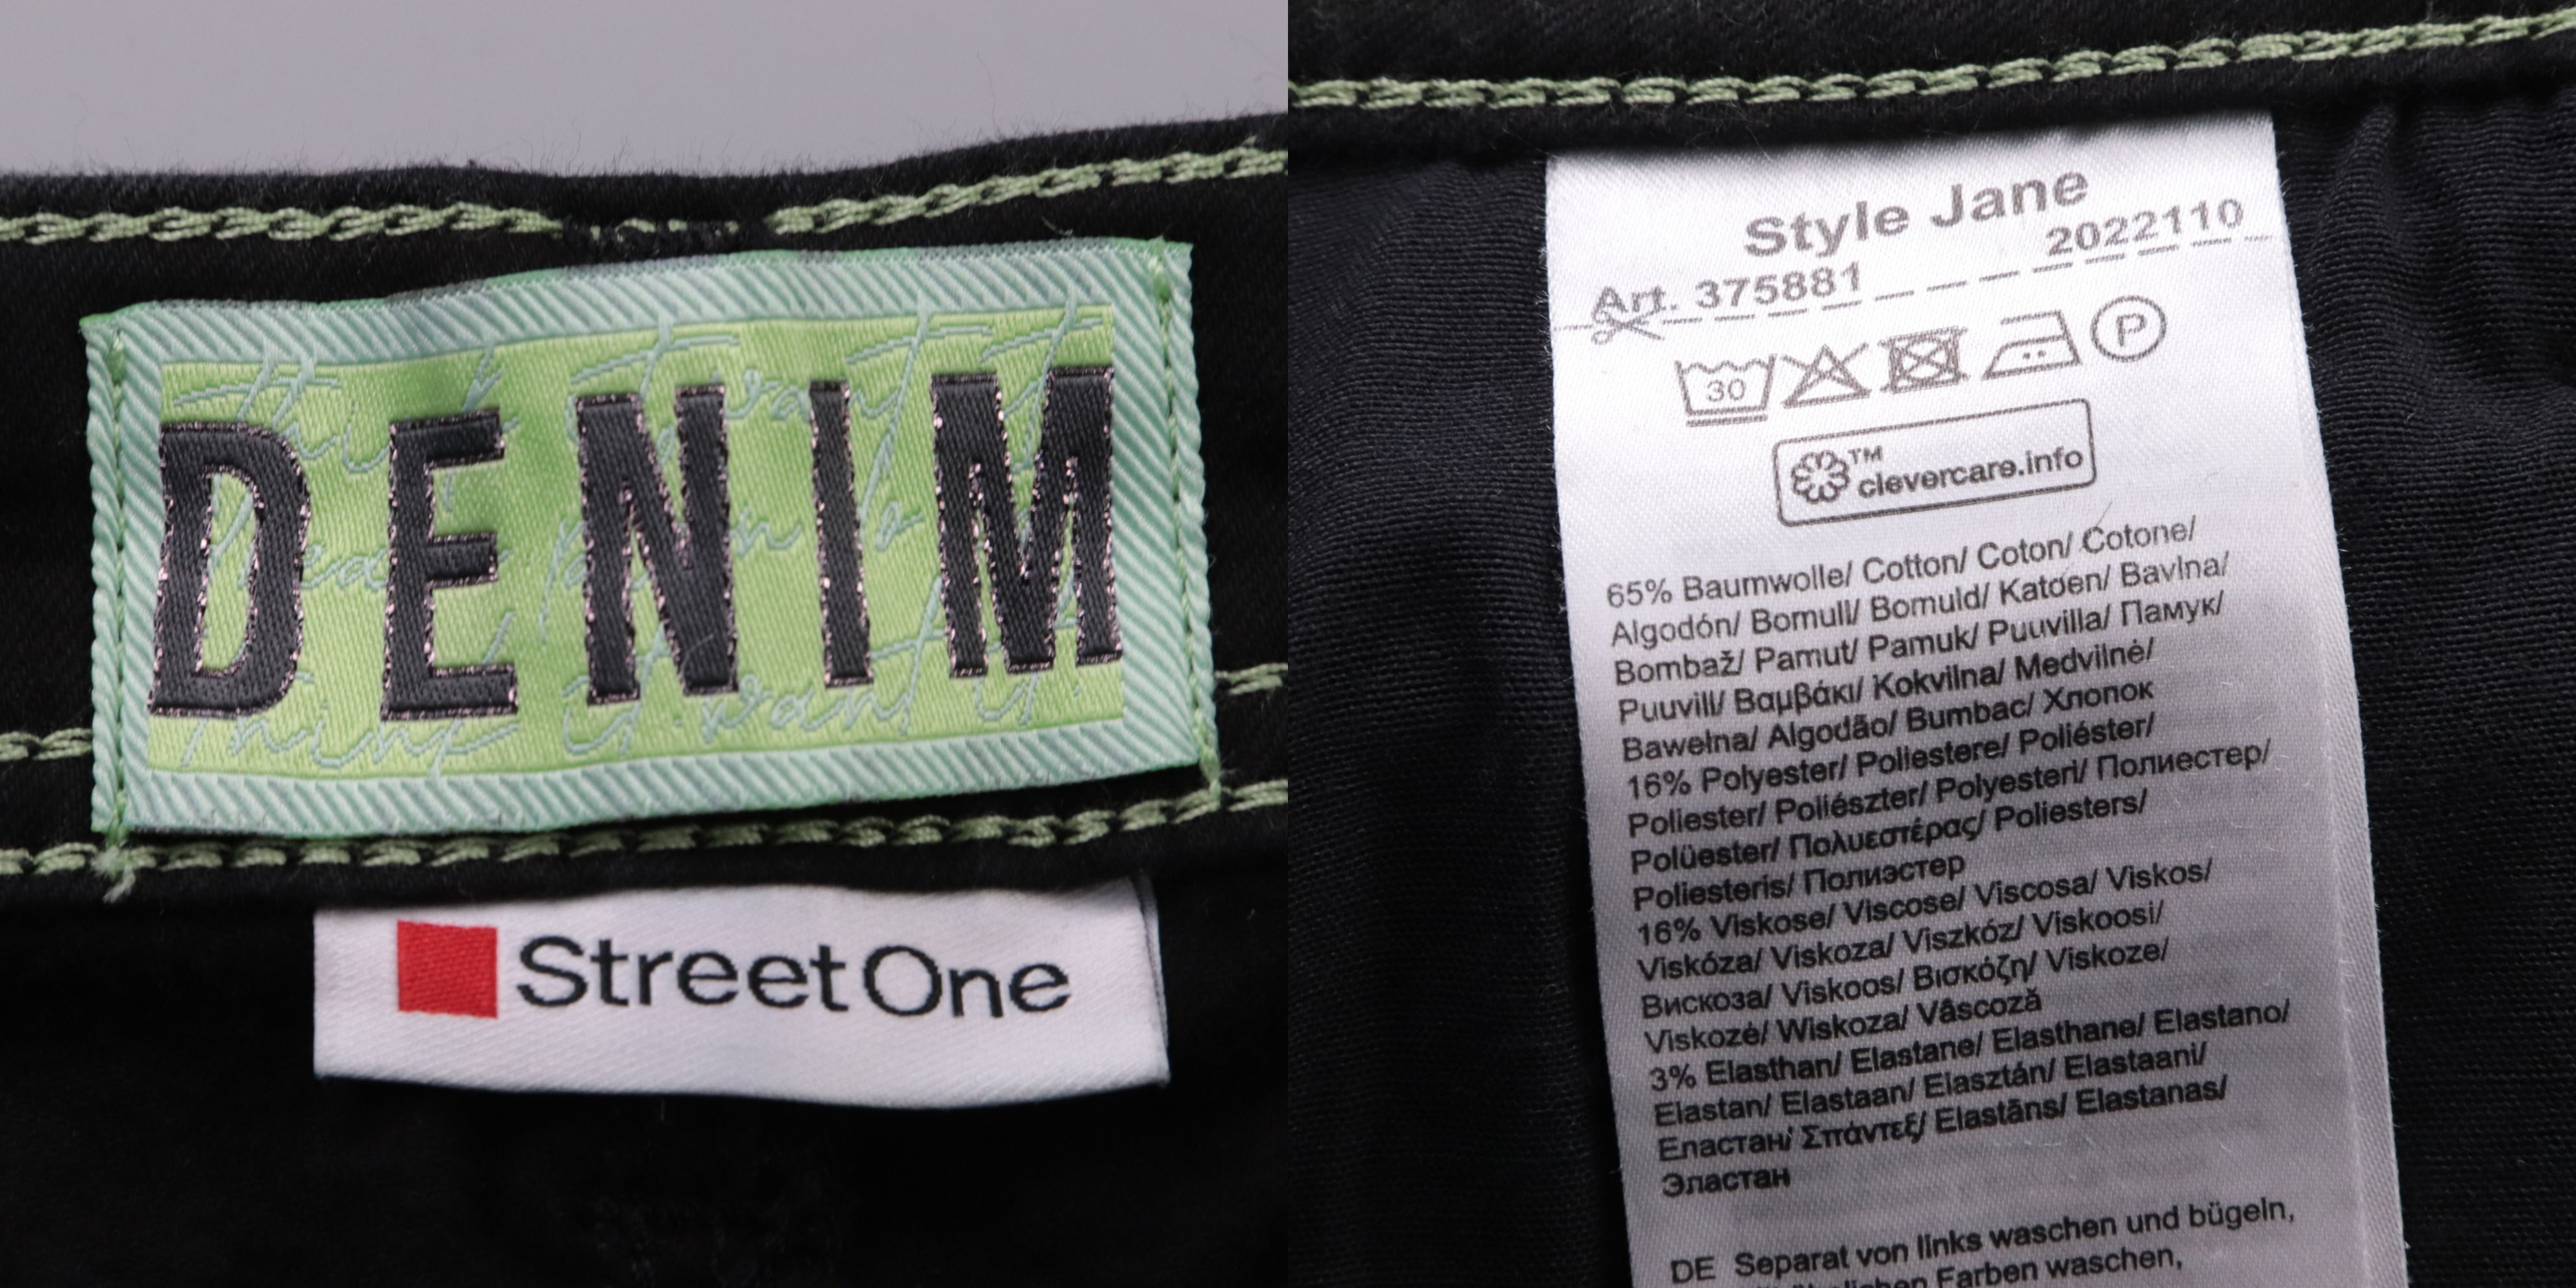 DENIM
StreetOne
Style Jane
2022110
Art. 375881
30
P
TM
clevercare.info
65% Baumwolle/ Cotton/ Coton/ Cotone/
Algodón/ Bomull/ Bomuld/ Katoen/ Bavlna/
Bombaž/ Pamut/ Pamuk/ Puuvilla/ Памук/
Puuvill/ Βαμβάκι/ Kokvilna/ Medvilnė/
Bawełna/ Algodão/ Bumbac/ Хлопок
16% Polyester/ Poliestere/ Poliéster/
Poliester/ Poliészter/ Polyesteri/ Полиестер/
Polüester/ Πολυεστέρας/ Poliesters/
Poliesteris/ Полиэстер
16% Viskose/ Viscose/ Viscosa/ Viskos/
Viskóza/ Viskoza/ Viszkóz/ Viskoosi/
Вискоза/ Viskoos/ Βισκόζη/ Viskoze/
Viskozė/ Wiskoza/ Vâscoză
3% Elasthan/ Elastane/ Elasthane/ Elastano/
Elastan/ Elastaan/ Elasztán/ Elastaani/
Еластан/ Σπάντεξ/ Elastāns/ Elastanas/
Эластан
DE Separat von links waschen und bügeln,
Farben waschen,